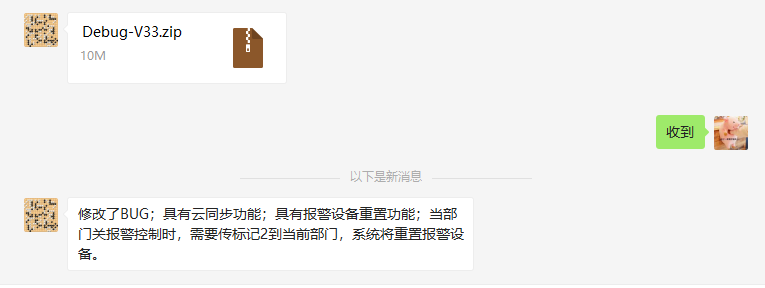 Debug-V33.zip
10M
收到
以下是新消息
修改了BUG；具有云同步功能；具有报警设备重置功能；当部
门关报警控制时，需要传标记2到当前部门，系统将重置报警设
备。